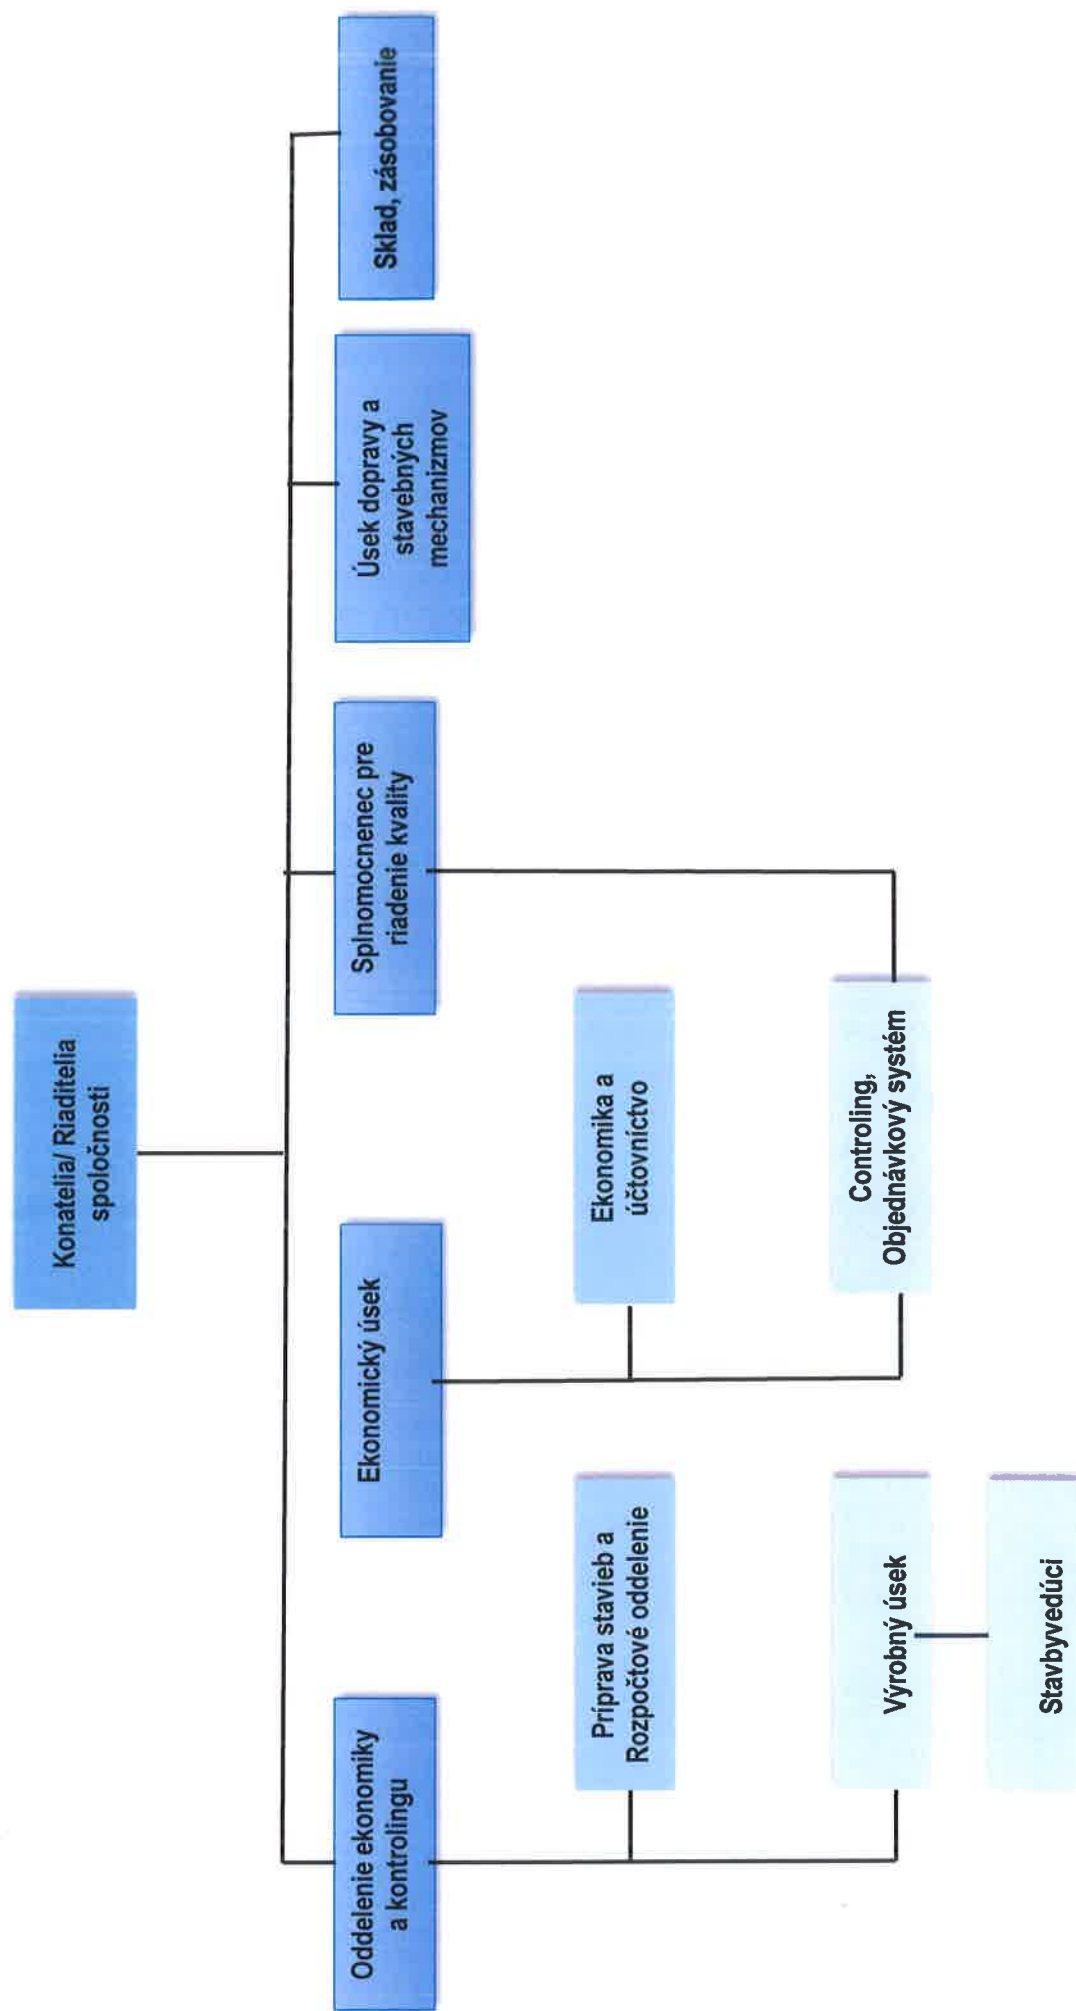 Konatelia/ Riaditelia
spoločnosti
Oddelenie ekonomiky
a kontrolingu
Ekonomický úsek
Splnomocnenec pre
riadenie kvality
Úsek dopravy a
stavebných
mechanizmov
Sklad, zásobovanie
Príprava stavieb a
Rozpočtové oddelenie
Ekonomika a
účtovníctvo
Výrobný úsek
Controling,
Objednávkový systém
Stavbyvedúci